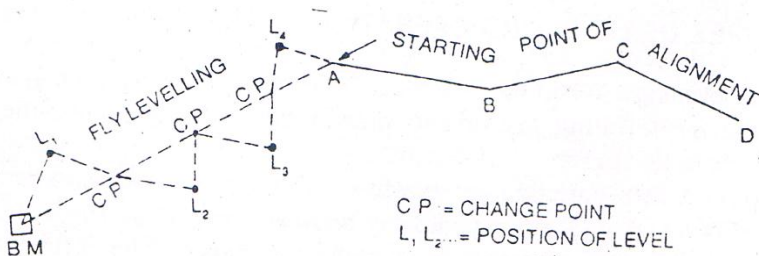 L₄
STARTING POINT OF ALIGNMENT
A
B
C
D
FLY LEVELLING
L₁
C P
C P
C P
L₂
L₃
B M
C P = CHANGE POINT
L, L₂... = POSITION OF LEVEL